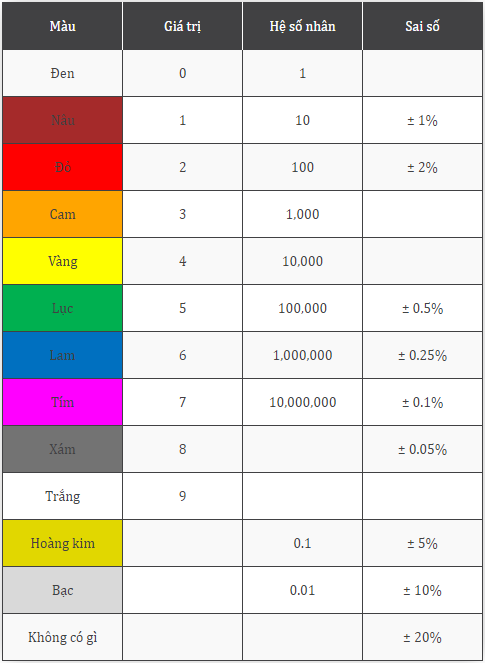 Màu Giá trị Hệ số nhân Sai số
Đen 0 1
Nâu 1 10 ± 1%
Đỏ 2 100 ± 2%
Cam 3 1,000
Vàng 4 10,000
Lục 5 100,000 ± 0.5%
Lam 6 1,000,000 ± 0.25%
Tím 7 10,000,000 ± 0.1%
Xám 8 ± 0.05%
Trắng 9
Hoàng kim 0.1 ± 5%
Bạc 0.01 ± 10%
Không có gì ± 20%